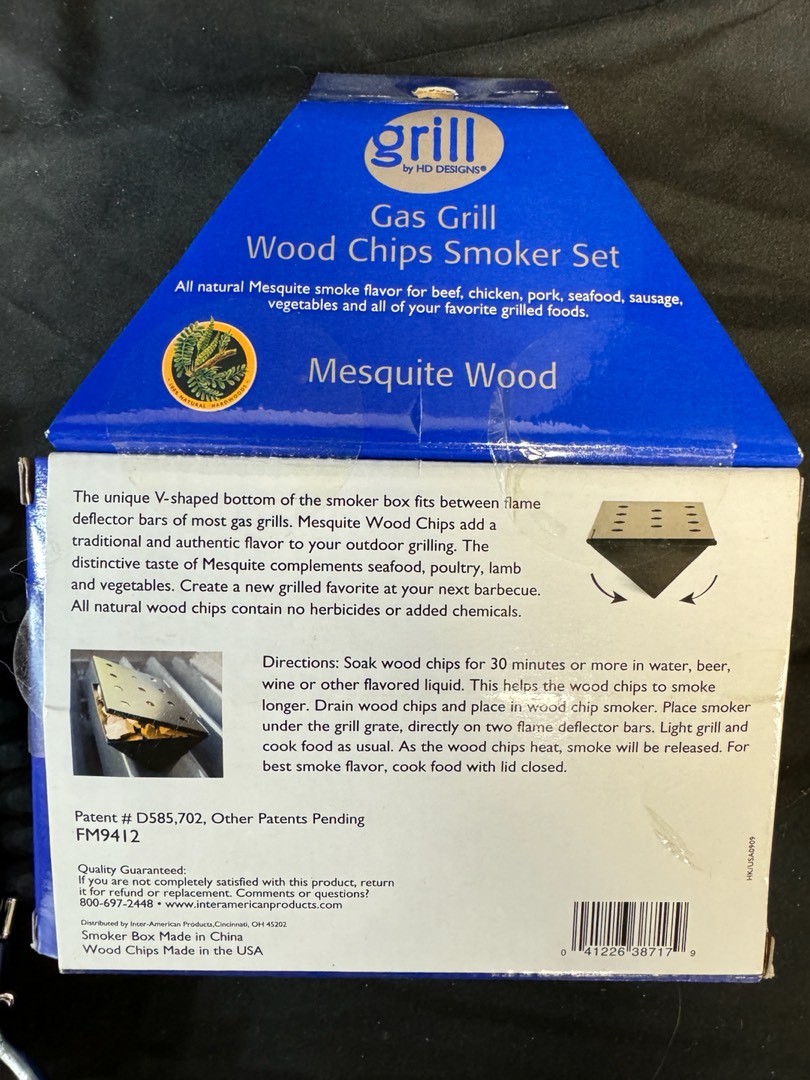 grill
by HD DESIGNS®
Gas Grill
Wood Chips Smoker Set
All natural Mesquite smoke flavor for beef, chicken, pork, seafood, sausage,
vegetables and all of your favorite grilled foods.
100% NATURAL HARDWOODS
Mesquite Wood
The unique V-shaped bottom of the smoker box fits between flame
deflector bars of most gas grills. Mesquite Wood Chips add a
traditional and authentic flavor to your outdoor grilling. The
distinctive taste of Mesquite complements seafood, poultry, lamb
and vegetables. Create a new grilled favorite at your next barbecue.
All natural wood chips contain no herbicides or added chemicals.
Directions: Soak wood chips for 30 minutes or more in water, beer,
wine or other flavored liquid. This helps the wood chips to smoke
longer. Drain wood chips and place in wood chip smoker. Place smoker
under the grill grate, directly on two flame deflector bars. Light grill and
cook food as usual. As the wood chips heat, smoke will be released. For
best smoke flavor, cook food with lid closed.
Patent # D585,702, Other Patents Pending
FM9412
HK/USA0909
Quality Guaranteed:
If you are not completely satisfied with this product, return
it for refund or replacement. Comments or questions?
800-697-2448 • www.interamericanproducts.com
Distributed by Inter-American Products,Cincinnati, OH 45202
Smoker Box Made in China
Wood Chips Made in the USA
0 41226 38717 9